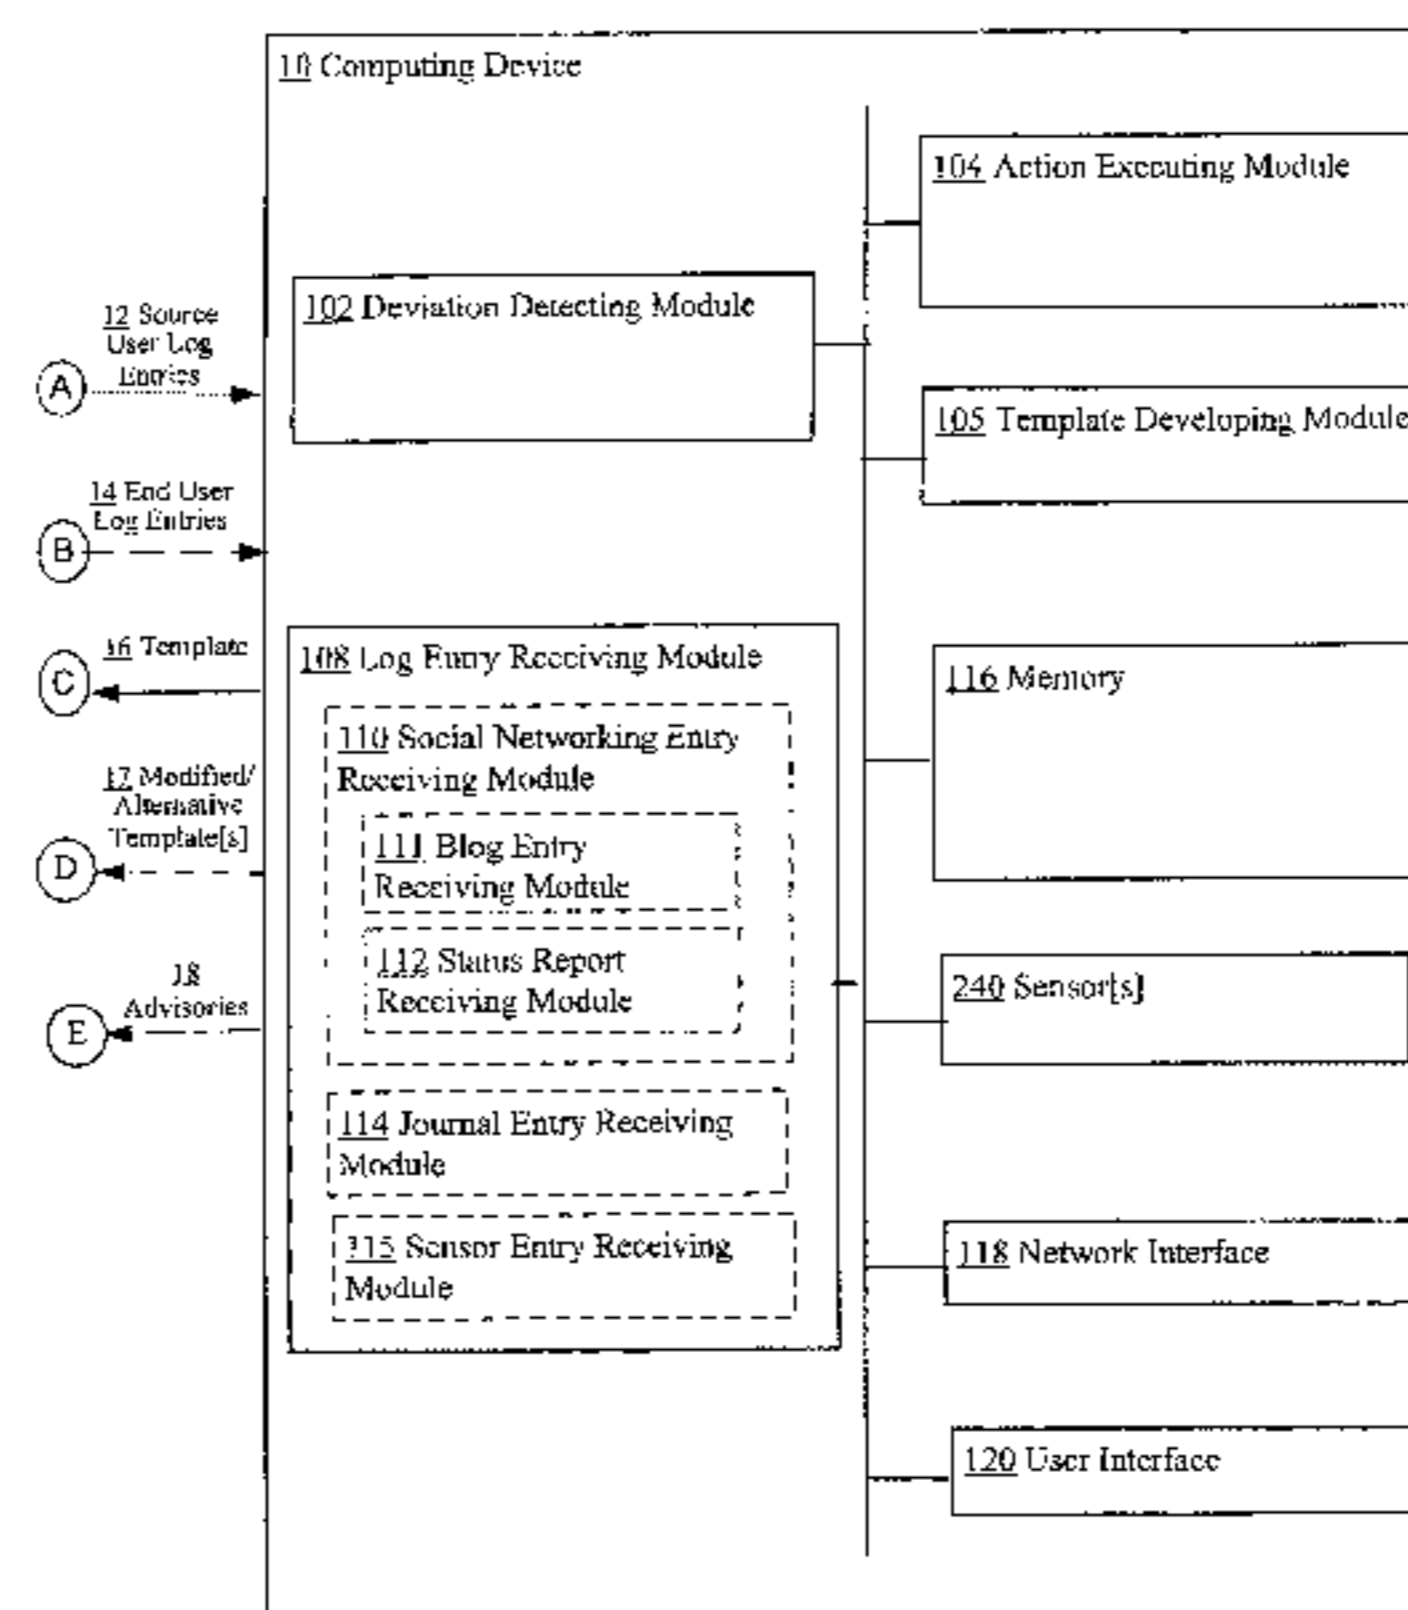 10 Computing Device
104 Action Executing Module
102 Deviation Detecting Module
12 Source
User Log
Entries
A
105 Template Developing Module
14 End User
Log Entries
B
108 Log Entry Receiving Module
16 Template
C
116 Memory
110 Social Networking Entry
Receiving Module
17 Modified/
Alternative
Template[s]
D
111 Blog Entry
Receiving Module
112 Status Report
Receiving Module
18
Advisories
E
240 Sensor[s]
114 Journal Entry Receiving
Module
115 Sensor Entry Receiving
Module
118 Network Interface
120 User Interface